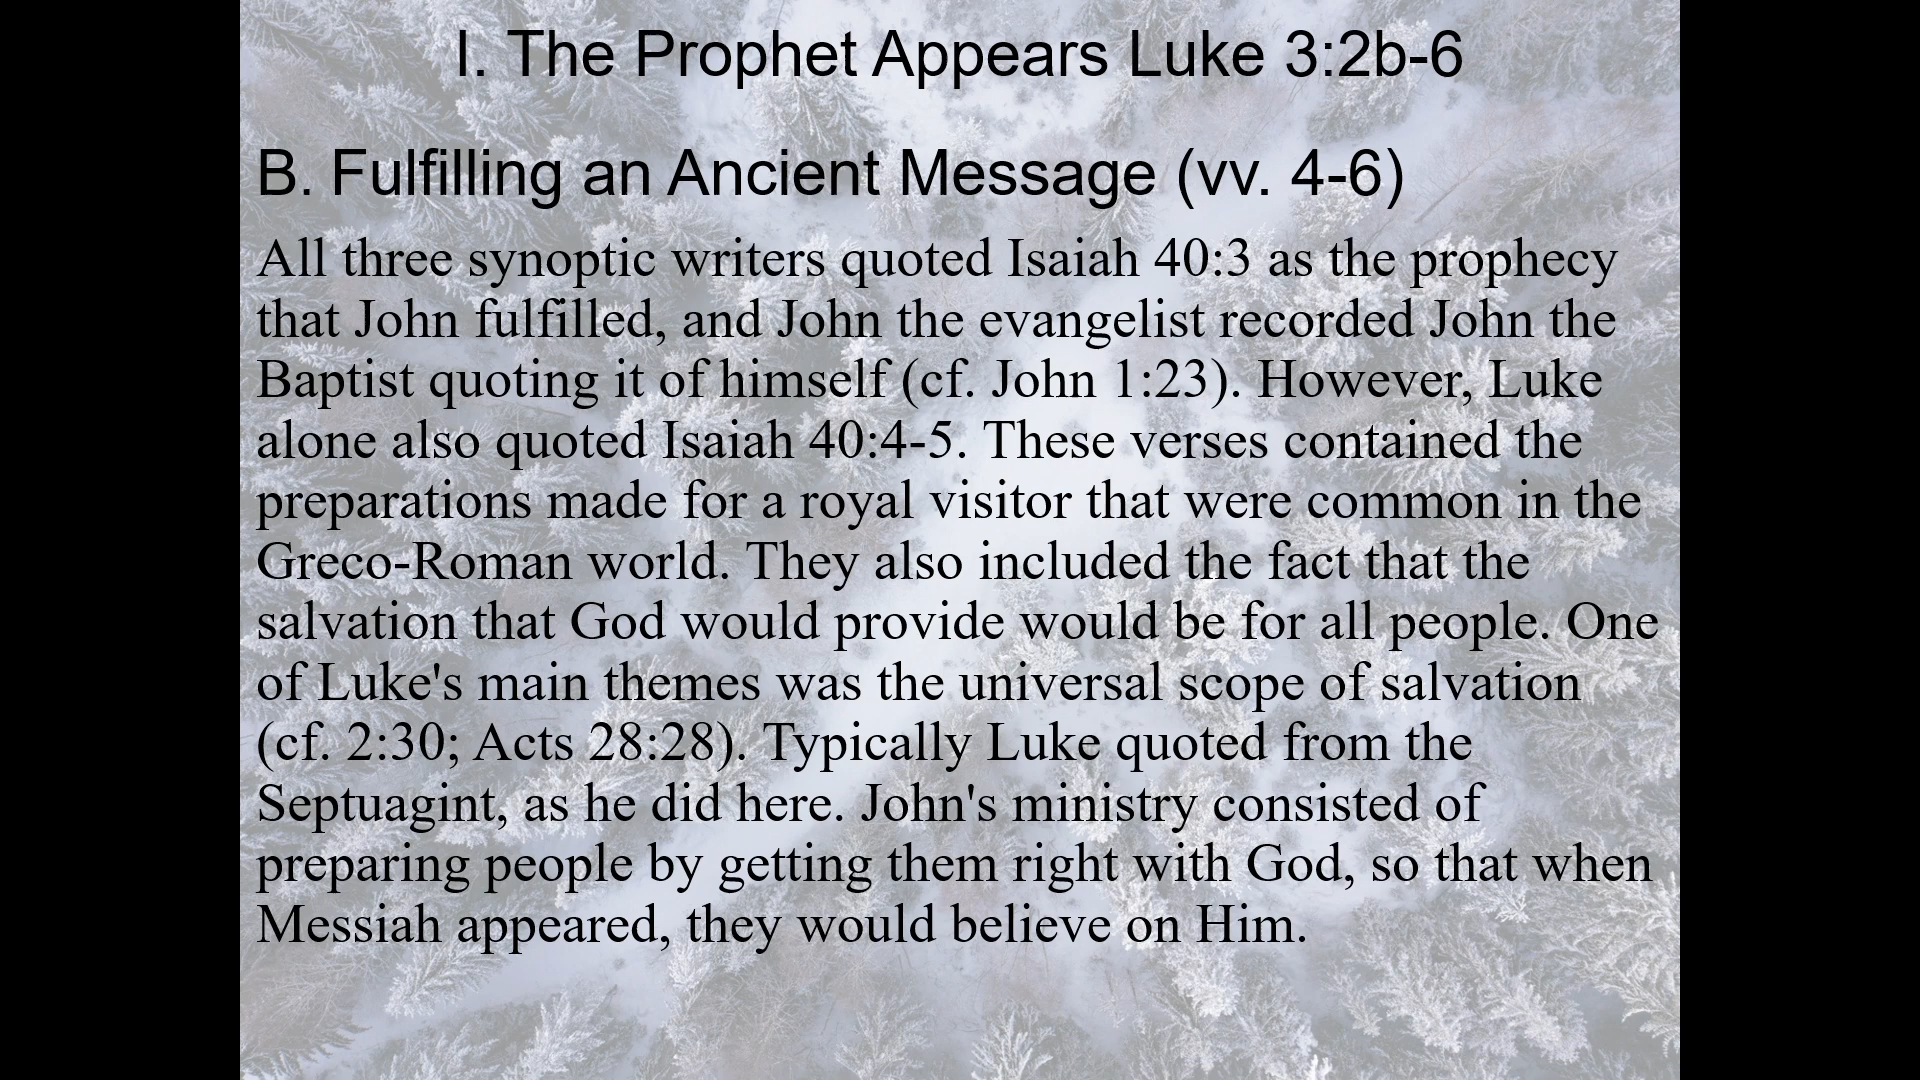 I. The Prophet Appears Luke 3:2b-6
B. Fulfilling an Ancient Message (vv. 4-6)
All three synoptic writers quoted Isaiah 40:3 as the prophecy
that John fulfilled, and John the evangelist recorded John the
Baptist quoting it of himself (cf. John 1:23). However, Luke
alone also quoted Isaiah 40:4-5. These verses contained the
preparations made for a royal visitor that were common in the
Greco-Roman world. They also included the fact that the
salvation that God would provide would be for all people. One
of Luke's main themes was the universal scope of salvation
(cf. 2:30; Acts 28:28). Typically Luke quoted from the
Septuagint, as he did here. John's ministry consisted of
preparing people by getting them right with God, so that when
Messiah appeared, they would believe on Him.